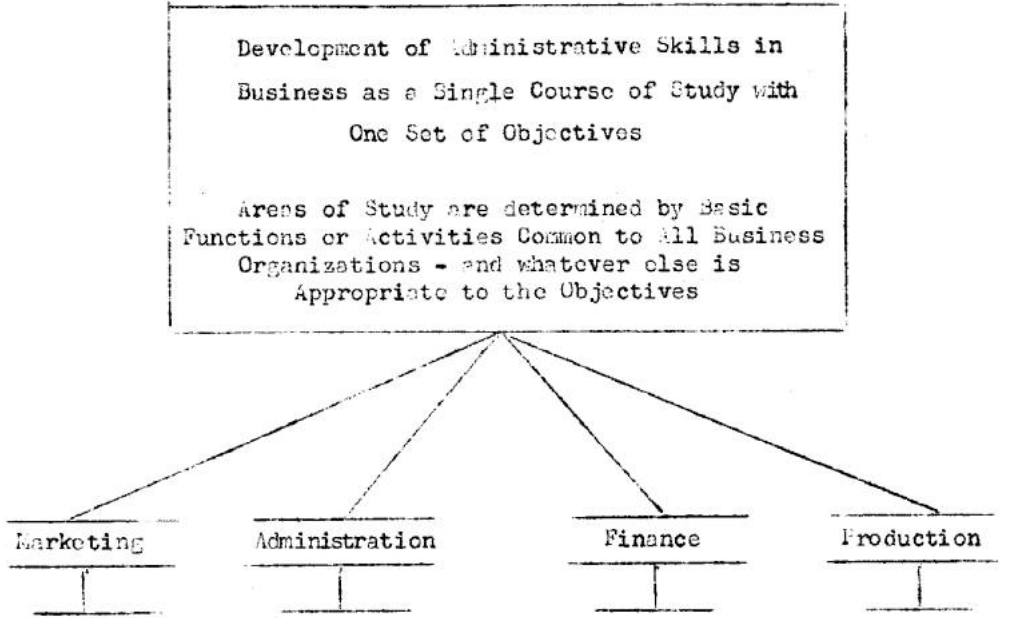 Development of Administrative Skills in
Business as a Single Course of Study with
One Set of Objectives
Areas of Study are determined by Basic
Functions or Activities Common to All Business
Organizations - and whatever else is
Appropriate to the Objectives
Marketing Administration Finance Production